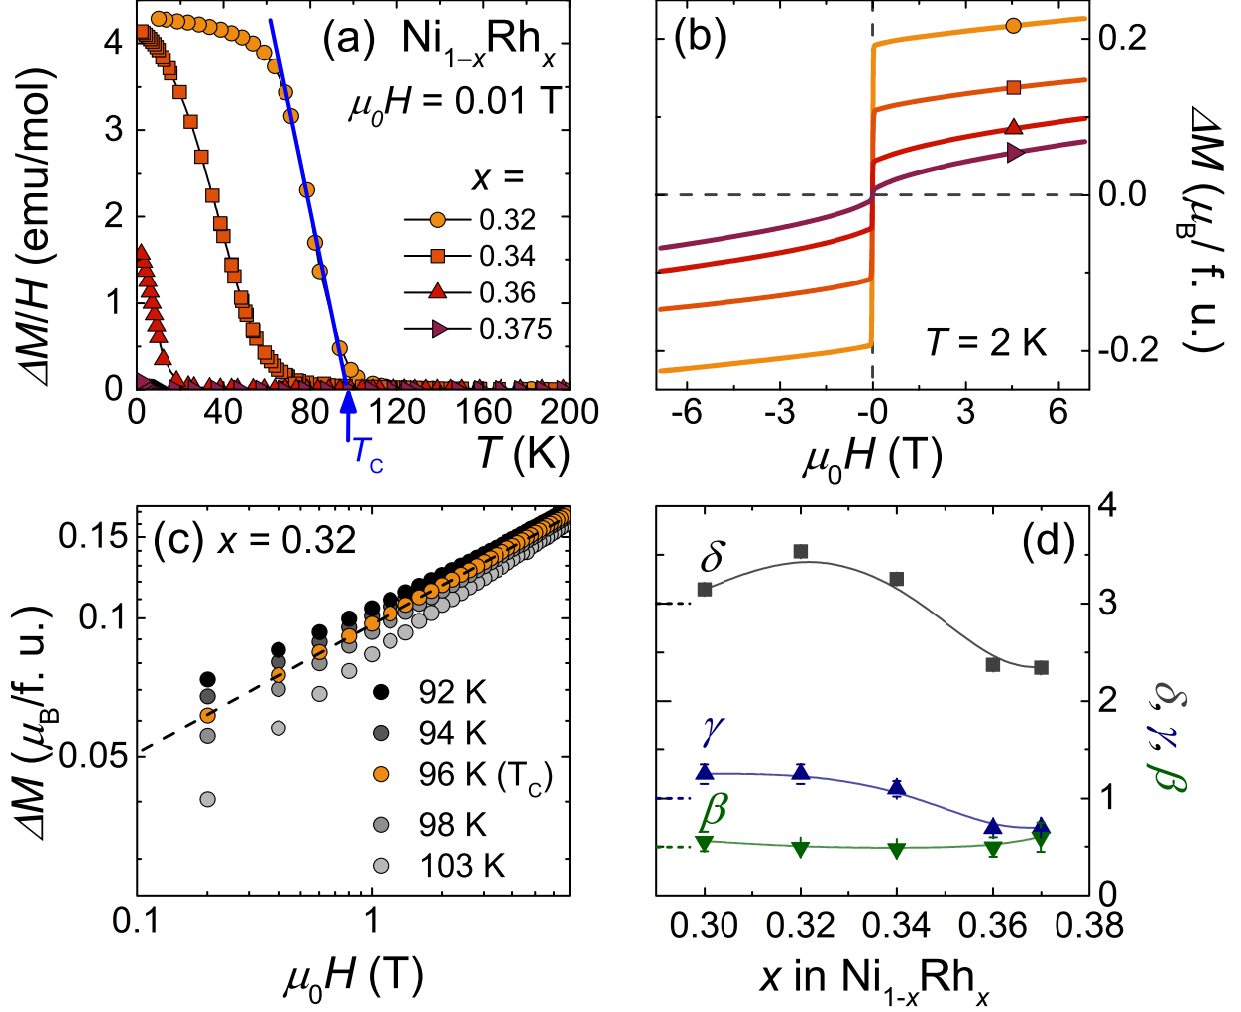 (a) Ni₁₋ₓRhₓ
μ₀H = 0.01 T
x =
0.32
0.34
0.36
0.375
ΔM/H (emu/mol)
4
3
2
1
0
0 40 80 120 160 200
T_C
T (K)
(b)
T = 2 K
0.2
0.0
-0.2
ΔM (μ_B/ f. u.)
-6 -3 -0 3 6
μ₀H (T)
(c) x = 0.32
0.15
0.1
0.05
ΔM (μ_B/f. u.)
92 K
94 K
96 K (T_C)
98 K
103 K
0.1 1
μ₀H (T)
(d)
δ
γ
β
4
3
2
1
0
δ, γ, β
0.30 0.32 0.34 0.36 0.38
x in Ni₁₋ₓRhₓ